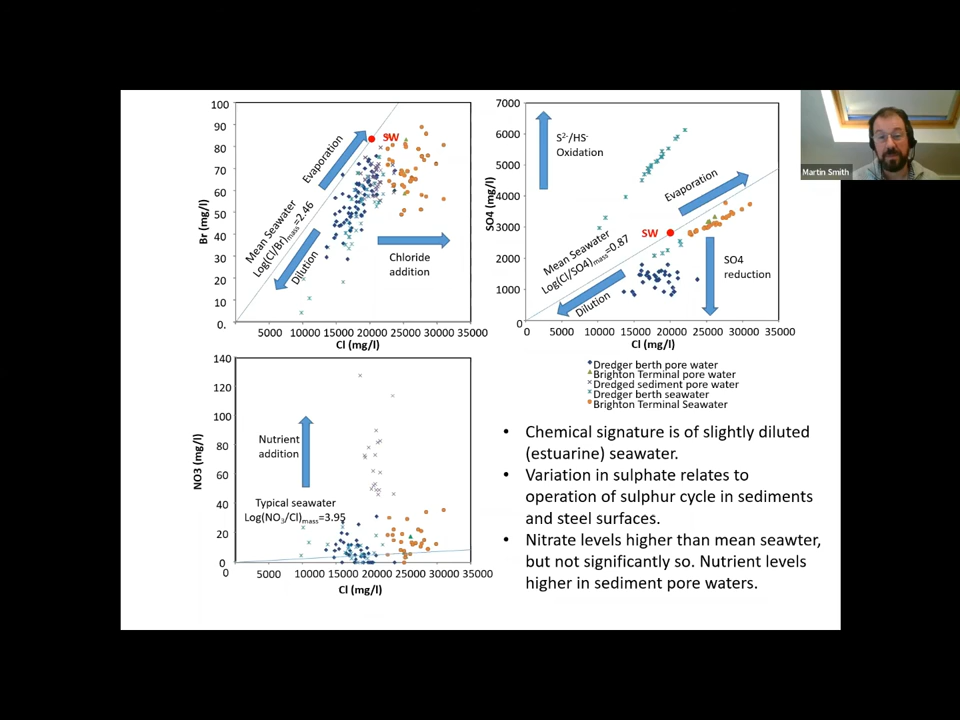 100
90
80
70
60
50
40
30
20
10
0.
Br (mg/l)
5000 10000 15000 20000 25000 30000 35000
Cl (mg/l)
SW
Evaporation
Mean Seawater
Log(Cl/Br)mass=2.46
Dilution
Chloride
addition
7000
6000
5000
4000
3000
2000
1000
0
SO4 (mg/l)
0 5000 10000 15000 20000 25000 30000 35000
Cl (mg/l)
S2-/HS-
Oxidation
Evaporation
SW
Mean Seawater
Log(Cl/SO4)mass=0.87
Dilution
SO4
reduction
Martin Smith
140
120
100
80
60
40
20
0
NO3 (mg/l)
0 5000 10000 15000 20000 25000 30000 35000
Cl (mg/l)
Nutrient
addition
Typical seawater
Log(NO3/Cl)mass=3.95
Dredger berth pore water
Brighton Terminal pore water
Dredged sediment pore water
Dredger berth seawater
Brighton Terminal Seawater
• Chemical signature is of slightly diluted
(estuarine) seawater.
• Variation in sulphate relates to
operation of sulphur cycle in sediments
and steel surfaces.
• Nitrate levels higher than mean seawter,
but not significantly so. Nutrient levels
higher in sediment pore waters.